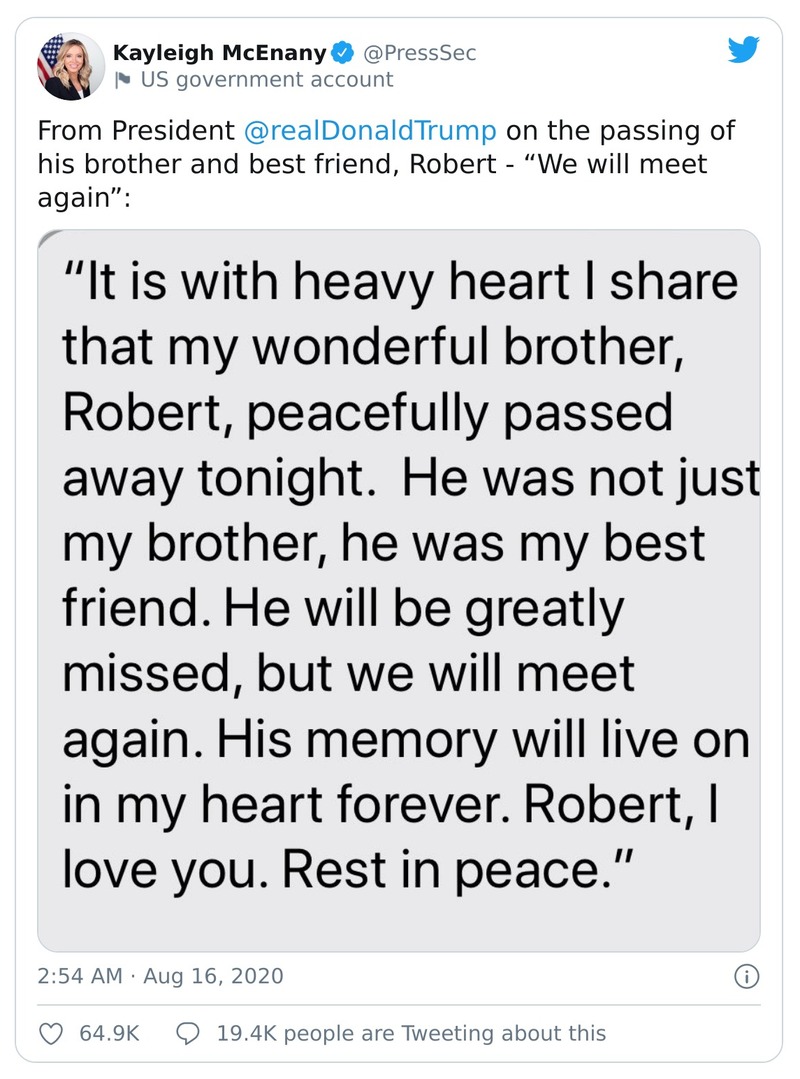 Kayleigh McEnany @PressSec
US government account
From President @realDonaldTrump on the passing of
his brother and best friend, Robert - “We will meet
again”:
“It is with heavy heart I share
that my wonderful brother,
Robert, peacefully passed
away tonight.  He was not just
my brother, he was my best
friend. He will be greatly
missed, but we will meet
again. His memory will live on
in my heart forever. Robert, I
love you. Rest in peace.”
2:54 AM · Aug 16, 2020
64.9K 19.4K people are Tweeting about this